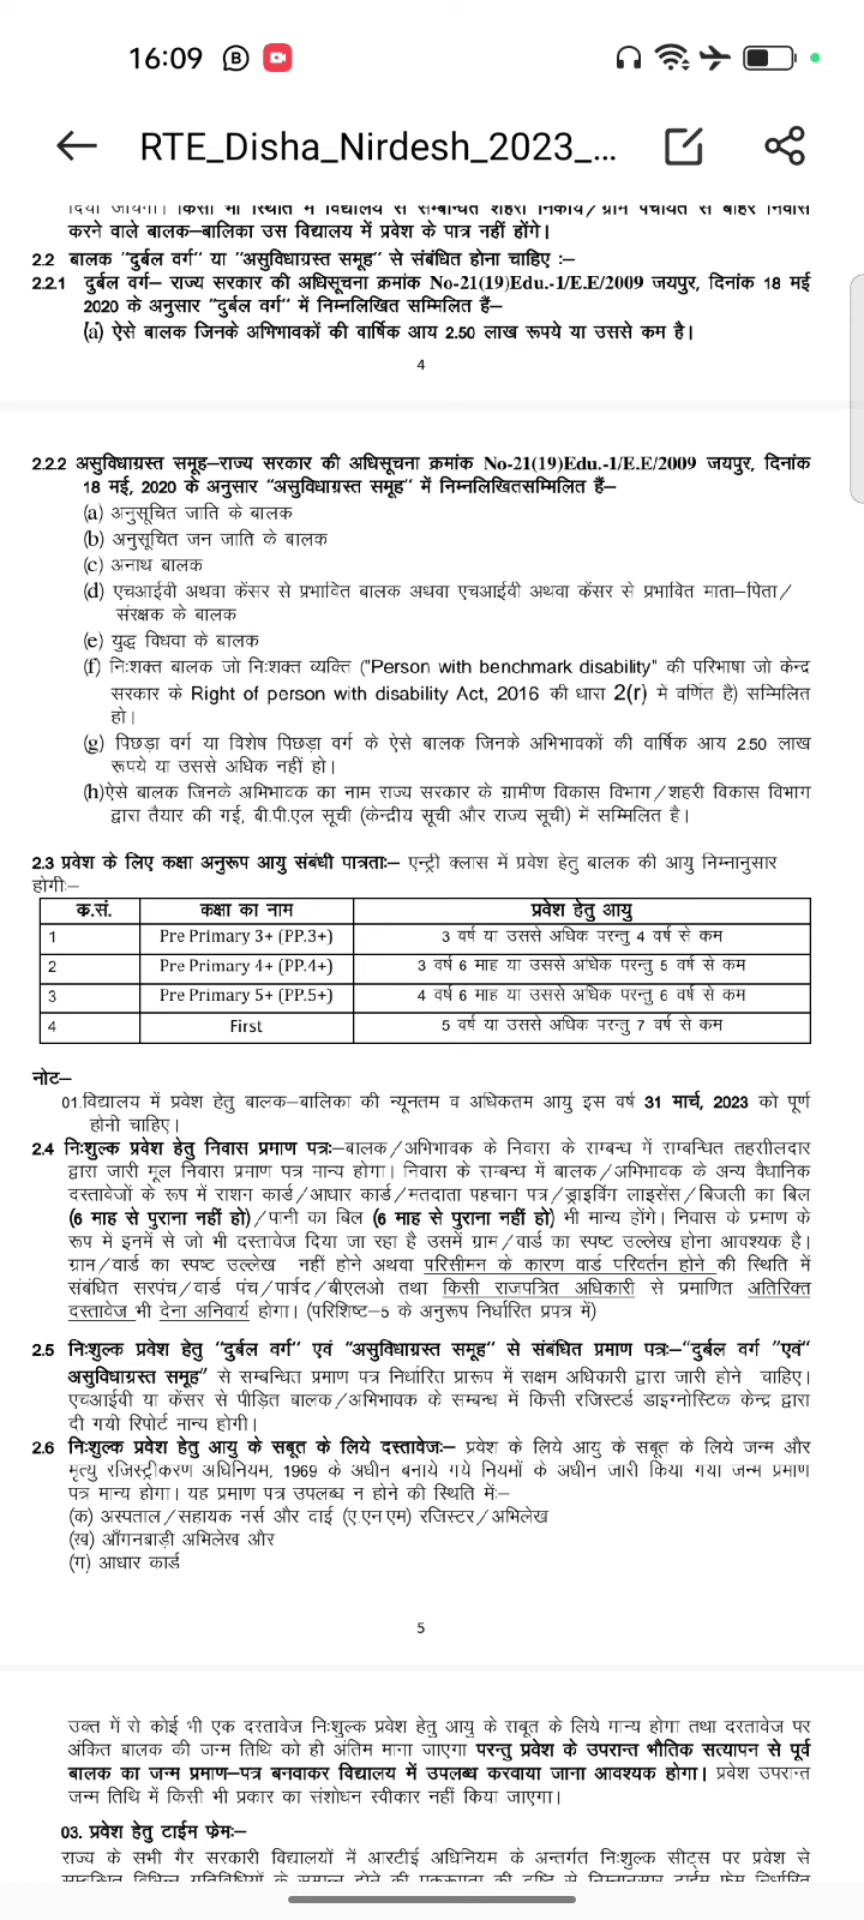 16:09
RTE_Disha_Nirdesh_2023_...
दिया जायेगा। किसी भी स्थिति में विद्यालय से सम्बन्धित शहरी निकाय/ग्राम पंचायत से बाहर निवास
करने वाले बालक–बालिका उस विद्यालय में प्रवेश के पात्र नहीं होंगे।
2.2 बालक "दुर्बल वर्ग" या "असुविधाग्रस्त समूह" से संबंधित होना चाहिए :–
2.2.1 दुर्बल वर्ग– राज्य सरकार की अधिसूचना क्रमांक No-21(19)Edu.-1/E.E/2009 जयपुर, दिनांक 18 मई
2020 के अनुसार "दुर्बल वर्ग" में निम्नलिखित सम्मिलित हैं–
(a) ऐसे बालक जिनके अभिभावकों की वार्षिक आय 2.50 लाख रूपये या उससे कम है।
4
2.2.2 असुविधाग्रस्त समूह–राज्य सरकार की अधिसूचना क्रमांक No-21(19)Edu.-1/E.E/2009 जयपुर, दिनांक
18 मई, 2020 के अनुसार "असुविधाग्रस्त समूह" में निम्नलिखितसम्मिलित हैं–
(a) अनुसूचित जाति के बालक
(b) अनुसूचित जन जाति के बालक
(c) अनाथ बालक
(d) एचआईवी अथवा केंसर से प्रभावित बालक अथवा एचआईवी अथवा केंसर से प्रभावित माता–पिता/
संरक्षक के बालक
(e) युद्ध विधवा के बालक
(f) निःशक्त बालक जो निःशक्त व्यक्ति ("Person with benchmark disability" की परिभाषा जो केन्द्र
सरकार के Right of person with disability Act, 2016 की धारा 2(r) में वर्णित है) सम्मिलित
हो।
(g) पिछड़ा वर्ग या विशेष पिछड़ा वर्ग के ऐसे बालक जिनके अभिभावकों की वार्षिक आय 2.50 लाख
रूपये या उससे अधिक नहीं हो।
(h)ऐसे बालक जिनके अभिभावक का नाम राज्य सरकार के ग्रामीण विकास विभाग/शहरी विकास विभाग
द्वारा तैयार की गई, बी.पी.एल सूची (केन्द्रीय सूची और राज्य सूची) में सम्मिलित है।
2.3 प्रवेश के लिए कक्षा अनुरूप आयु संबंधी पात्रताः– एन्ट्री क्लास में प्रवेश हेतु बालक की आयु निम्नानुसार
होगीः–
क.सं. कक्षा का नाम प्रवेश हेतु आयु
1 Pre Primary 3+ (PP.3+) 3 वर्ष या उससे अधिक परन्तु 4 वर्ष से कम
2 Pre Primary 4+ (PP.4+) 3 वर्ष 6 माह या उससे अधिक परन्तु 5 वर्ष से कम
3 Pre Primary 5+ (PP.5+) 4 वर्ष 6 माह या उससे अधिक परन्तु 6 वर्ष से कम
4 First 5 वर्ष या उससे अधिक परन्तु 7 वर्ष से कम
नोट–
01.विद्यालय में प्रवेश हेतु बालक–बालिका की न्यूनतम व अधिकतम आयु इस वर्ष 31 मार्च, 2023 को पूर्ण
होनी चाहिए।
2.4 निःशुल्क प्रवेश हेतु निवास प्रमाण पत्रः–बालक/अभिभावक के निवास के सम्बन्ध में सम्बन्धित तहसीलदार
द्वारा जारी मूल निवास प्रमाण पत्र मान्य होगा। निवास के सम्बन्ध में बालक/अभिभावक के अन्य वैधानिक
दस्तावेजों के रूप में राशन कार्ड/आधार कार्ड/मतदाता पहचान पत्र/ड्राइविंग लाइसेंस/बिजली का बिल
(6 माह से पुराना नहीं हो)/पानी का बिल (6 माह से पुराना नहीं हो) भी मान्य होंगे। निवास के प्रमाण के
रूप में इनमें से जो भी दस्तावेज दिया जा रहा है उसमें ग्राम/वार्ड का स्पष्ट उल्लेख होना आवश्यक है।
ग्राम/वार्ड का स्पष्ट उल्लेख नहीं होने अथवा परिसीमन के कारण वार्ड परिवर्तन होने की स्थिति में
संबंधित सरपंच/वार्ड पंच/पार्षद/बीएलओ तथा किसी राजपत्रित अधिकारी से प्रमाणित अतिरिक्त
दस्तावेज भी देना अनिवार्य होगा। (परिशिष्ट–5 के अनुरूप निर्धारित प्रपत्र में)
2.5 निःशुल्क प्रवेश हेतु "दुर्बल वर्ग" एवं "असुविधाग्रस्त समूह" से संबंधित प्रमाण पत्रः–"दुर्बल वर्ग "एवं"
असुविधाग्रस्त समूह" से सम्बन्धित प्रमाण पत्र निर्धारित प्रारूप में सक्षम अधिकारी द्वारा जारी होने चाहिए।
एचआईवी या केंसर से पीड़ित बालक/अभिभावक के सम्बन्ध में किसी रजिस्टर्ड डाइग्नोस्टिक केन्द्र द्वारा
दी गयी रिपोर्ट मान्य होगी।
2.6 निःशुल्क प्रवेश हेतु आयु के सबूत के लिये दस्तावेजः– प्रवेश के लिये आयु के सबूत के लिये जन्म और
मृत्यु रजिस्ट्रीकरण अधिनियम, 1969 के अधीन बनाये गये नियमों के अधीन जारी किया गया जन्म प्रमाण
पत्र मान्य होगा। यह प्रमाण पत्र उपलब्ध न होने की स्थिति मेंः–
(क) अस्पताल/सहायक नर्स और दाई (ए.एन.एम) रजिस्टर/अभिलेख
(ख) आँगनबाड़ी अभिलेख और
(ग) आधार कार्ड
5
उक्त में से कोई भी एक दस्तावेज निःशुल्क प्रवेश हेतु आयु के सबूत के लिये मान्य होगा तथा दस्तावेज पर
अंकित बालक की जन्म तिथि को ही अंतिम माना जाएगा परन्तु प्रवेश के उपरान्त भौतिक सत्यापन से पूर्व
बालक का जन्म प्रमाण–पत्र बनवाकर विद्यालय में उपलब्ध करवाया जाना आवश्यक होगा। प्रवेश उपरान्त
जन्म तिथि में किसी भी प्रकार का संशोधन स्वीकार नहीं किया जाएगा।
03. प्रवेश हेतु टाईम फ्रेमः–
राज्य के सभी गैर सरकारी विद्यालयों में आरटीई अधिनियम के अन्तर्गत निःशुल्क सीट्स पर प्रवेश से
सम्बन्धित विभिन्न गतिविधियों के सम्पन्न होने की एकरूपता की दृष्टि से निम्नानुसार टाईम फ्रेम निर्धारित